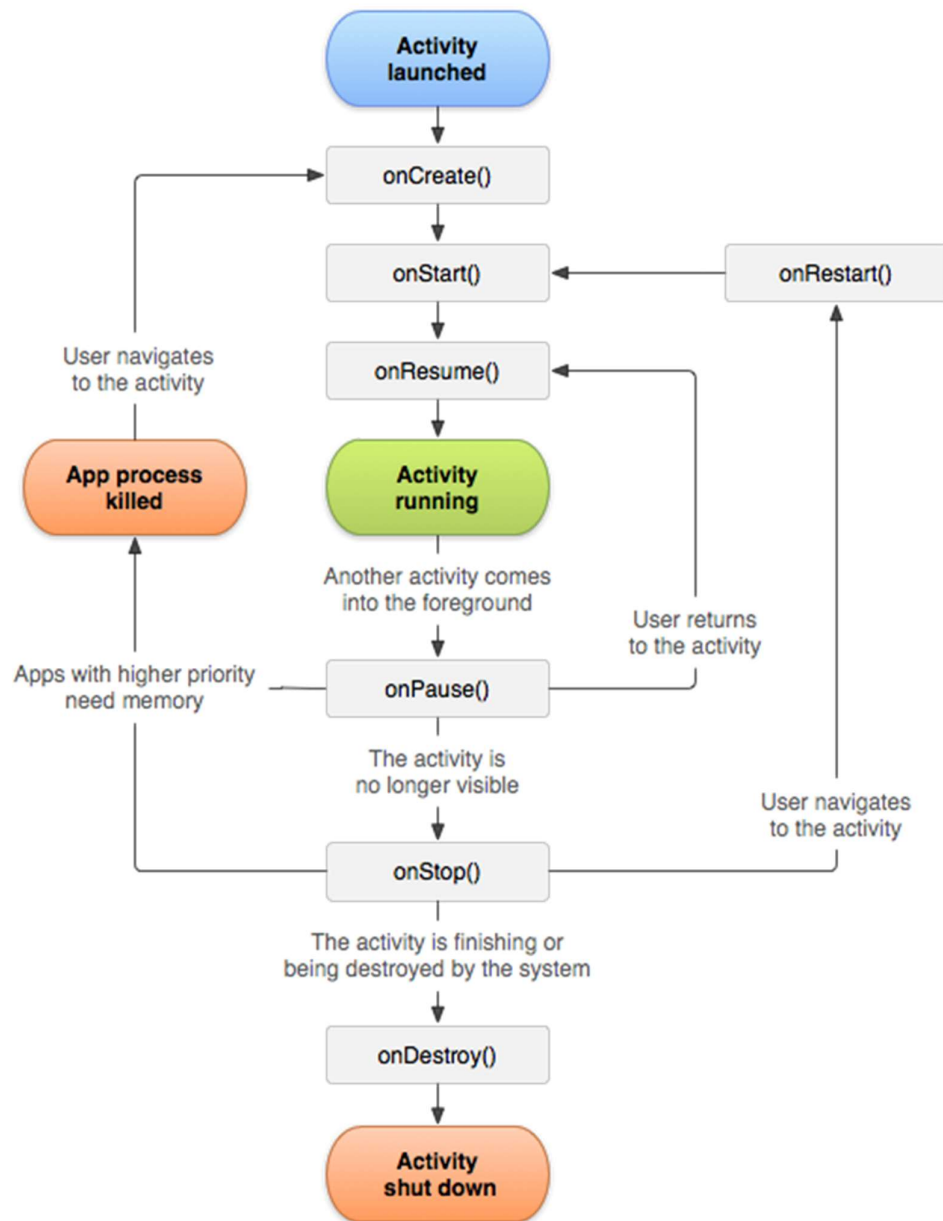 Activity
launched
onCreate()
onStart()
onRestart()
onResume()
User navigates
to the activity
App process
killed
Activity
running
Another activity comes
into the foreground
User returns
to the activity
Apps with higher priority
need memory
onPause()
The activity is
no longer visible
User navigates
to the activity
onStop()
The activity is finishing or
being destroyed by the system
onDestroy()
Activity
shut down